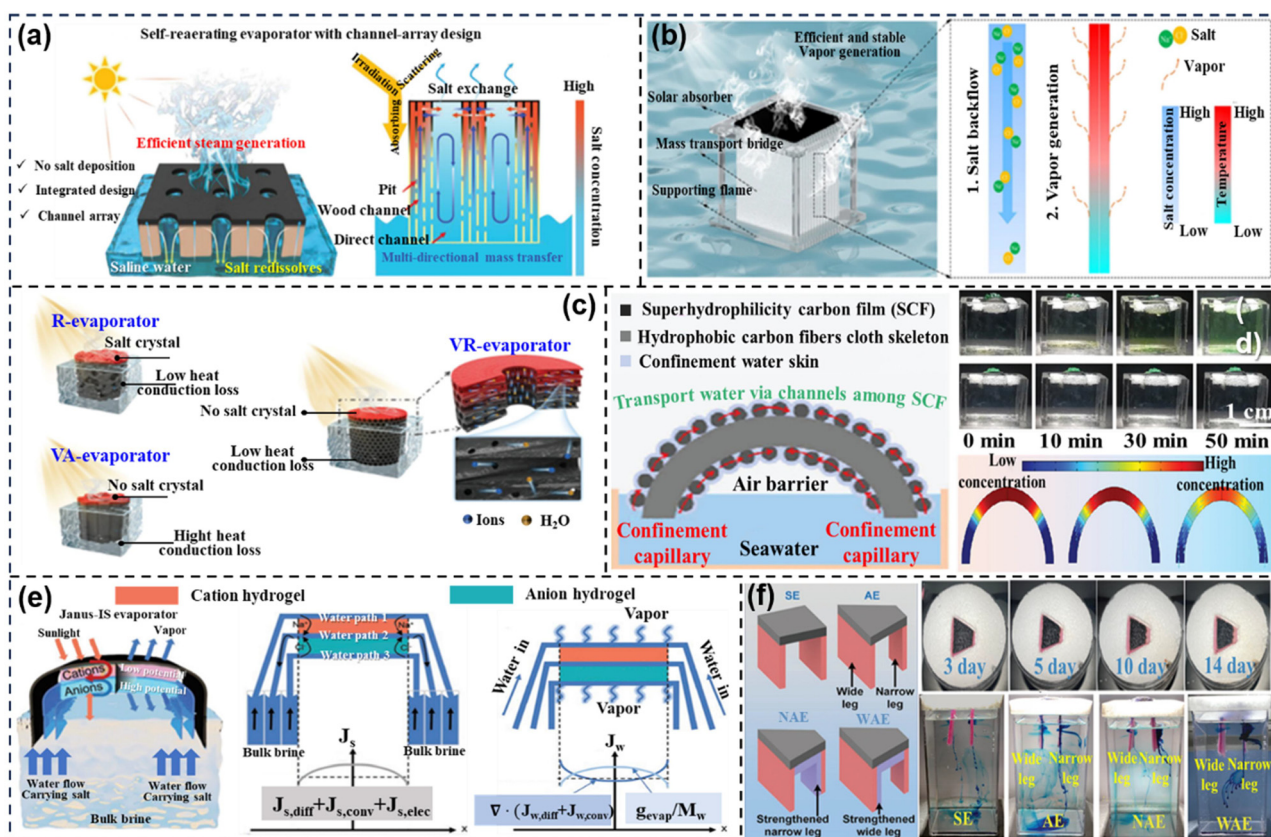 (a)
Self-reaerating evaporator with channel-array design
Efficient steam generation
✓ No salt deposition
✓ Integrated design
✓ Channel array
Saline water
Salt redissolves
Irradiation
Scattering
Absorbing
Salt exchange
Pit
Wood channel
Direct channel
Multi-directional mass transfer
High
Salt concentration
Low
(b)
Efficient and stable
Vapor generation
Solar absorber
Mass transport bridge
Supporting flame
1. Salt backflow
2. Vapor generation
Salt
Vapor
High
High
Salt concentration
Temperature
Low
Low
R-evaporator
Salt crystal
Low heat
conduction loss
VA-evaporator
No salt crystal
Hight heat
conduction loss
No salt crystal
Low heat
conduction loss
VR-evaporator
Ions
H₂O
(c)
Superhydrophilicity carbon film (SCF)
Hydrophobic carbon fibers cloth skeleton
Confinement water skin
Transport water via channels among SCF
Air barrier
Confinement
capillary
Seawater
Confinement
capillary
(
d)
1 cm
0 min
10 min
30 min
50 min
Low
concentration
High
concentration
(e)
Cation hydrogel
Anion hydrogel
Janus-IS evaporator
Sunlight
Vapor
Cations
Low potential
Anions
High potential
Water flow
Carrying salt
Water flow
Carrying salt
Bulk brine
Water path 1
Water path 2
Water path 3
Bulk brine
Bulk brine
Js
Js,diff+Js,conv+Js,elec
x
Vapor
Water in
Water in
Vapor
Jw
∇·(Jw,diff+Jw,conv)
gevap/Mw
x
(f)
SE
AE
Wide
leg
Narrow
leg
NAE
WAE
Strengthened
narrow leg
Strengthened
wide leg
3 day
5 day
10 day
14 day
SE
Wide
leg
Narrow
leg
AE
Wide
leg
Narrow
leg
NAE
Wide
leg
Narrow
leg
WAE